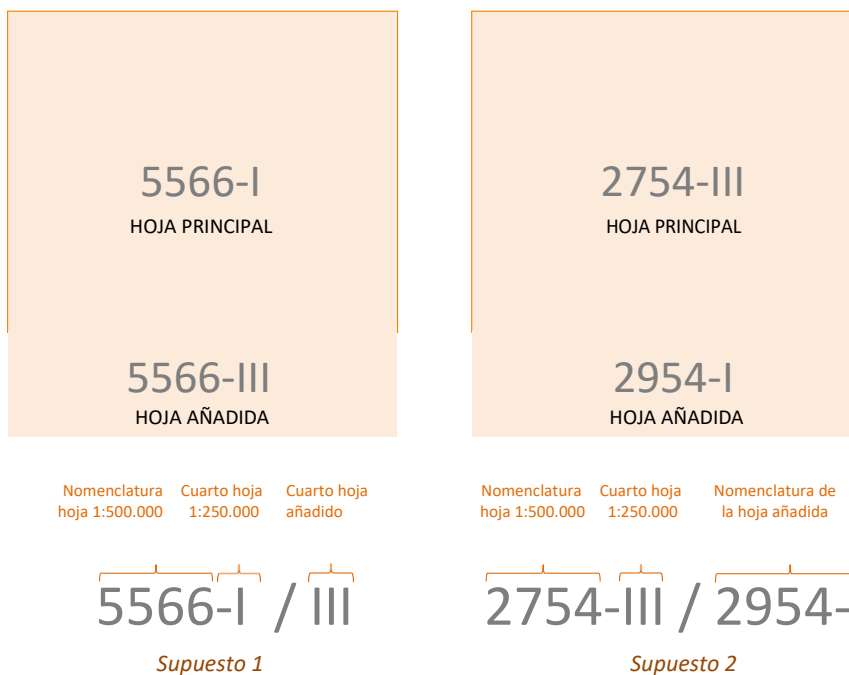 5566-I
HOJA PRINCIPAL
5566-III
HOJA AÑADIDA
2754-III
HOJA PRINCIPAL
2954-I
HOJA AÑADIDA
Nomenclatura
hoja 1:500.000
Cuarto hoja
1:250.000
Cuarto hoja
añadido
5566-I / III
Supuesto 1
Nomenclatura
hoja 1:500.000
Cuarto hoja
1:250.000
Nomenclatura de
la hoja añadida
2754-III / 2954-
Supuesto 2